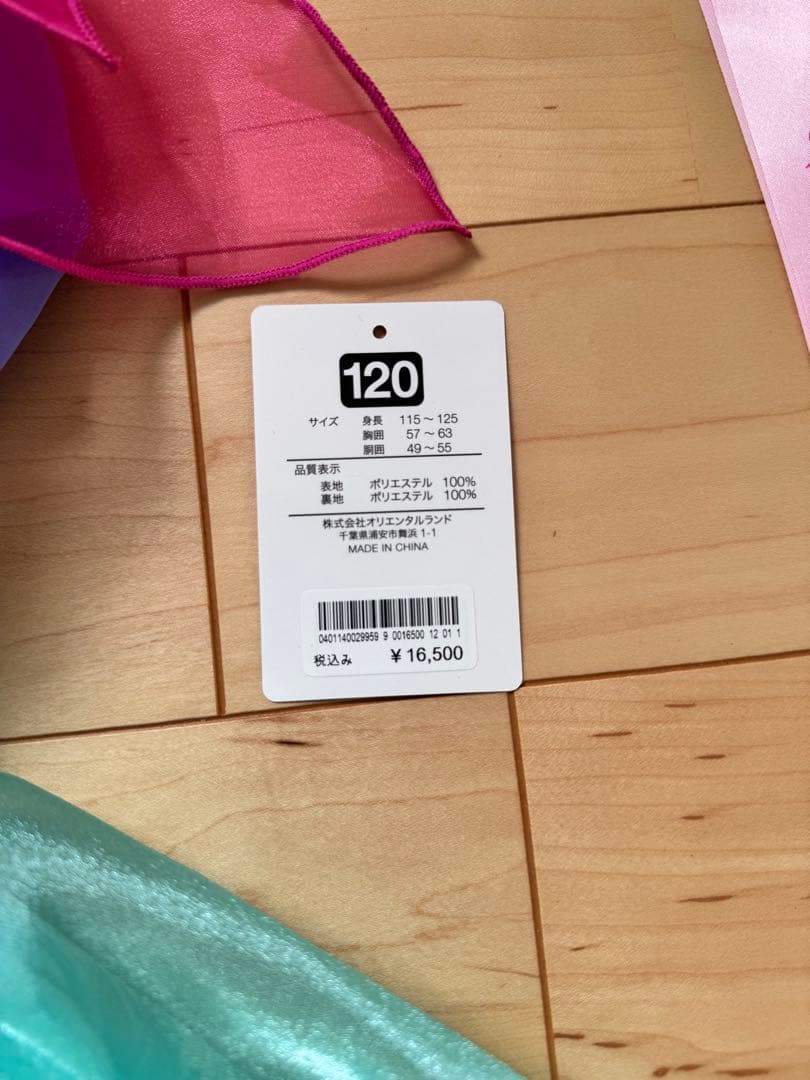 120
サイズ 身長 115～125
胸囲 57～63
胴囲 49～55
品質表示
表地 ポリエステル 100%
裏地 ポリエステル 100%
株式会社オリエンタルランド
千葉県浦安市舞浜 1-1
MADE IN CHINA
0401140029959 9 0016500 12 01 1
税込み ¥16,500